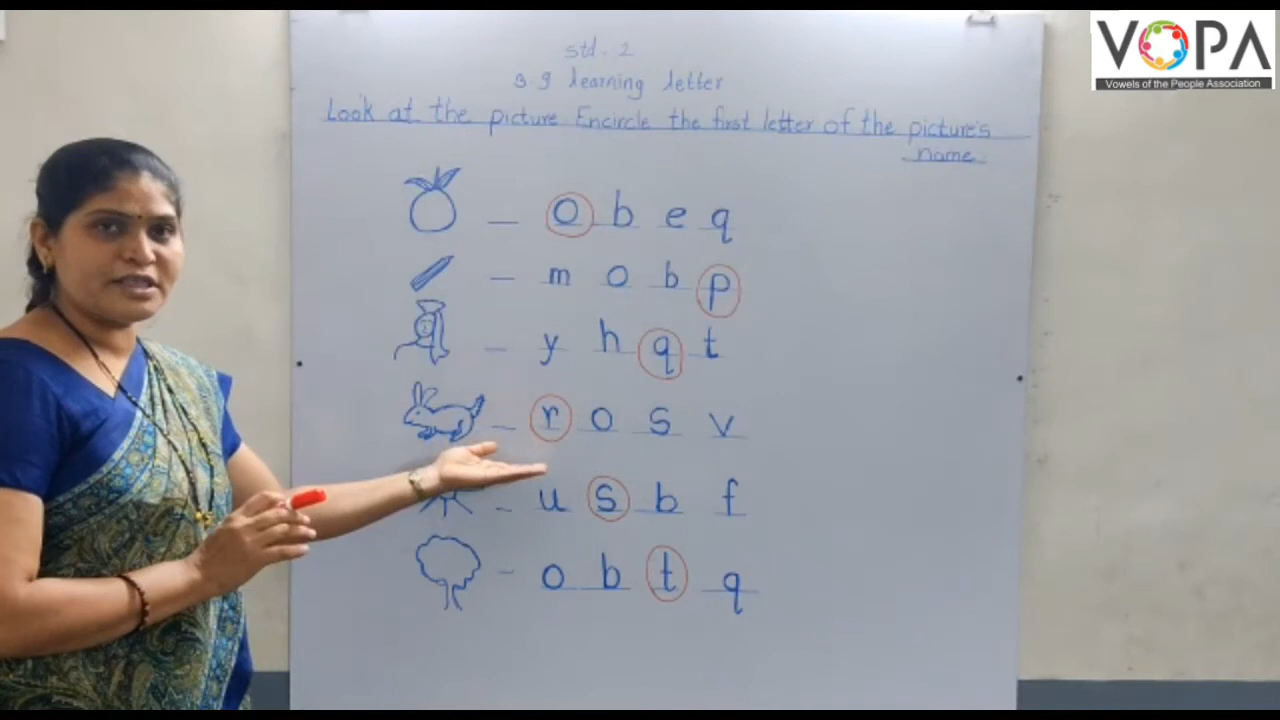 VOPA
Vowels of the People Association
std. 2
3.9 learning letter
Look at the picture Encircle the first letter of the picture's
name.
_ o b e q
_ m o b p
_ y h q t
_ r o s v
_ u s b f
- o b t q